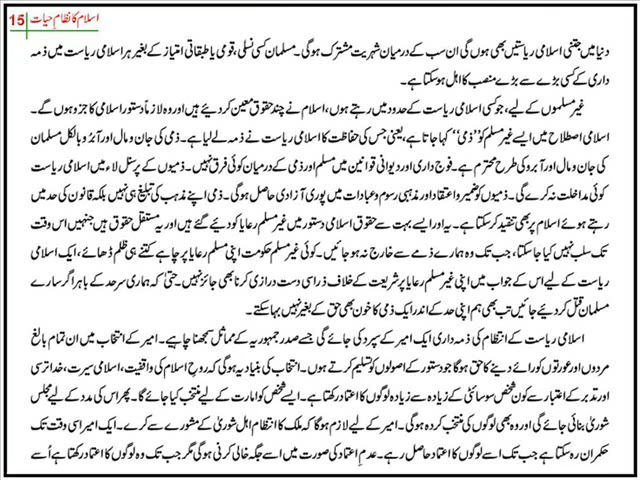 اسلام کا نظام حیات 15
دنیا میں جتنی اسلامی ریاستیں بھی ہوں گی ان سب کے درمیان شہریت مشترک ہوگی۔ مسلمان کسی نسلی، قومی یا طبقاتی امتیاز کے بغیر ہر اسلامی ریاست میں ذمہ
داری کے کسی بڑے سے بڑے منصب کا اہل ہوسکتا ہے۔
غیر مسلموں کے لیے، جو کسی اسلامی ریاست کے حدود میں رہتے ہوں، اسلام نے چند حقوق معین کر دیئے ہیں اور وہ لازماً دستور اسلامی کا جزو ہوں گے۔
اسلامی اصطلاح میں ایسے غیر مسلم کو ”ذمی“ کہا جاتا ہے، یعنی جس کی حفاظت کا اسلامی ریاست نے ذمہ لے لیا ہے۔ ذمی کی جان و مال اور آبرو بالکل مسلمان
کی جان و مال اور آبرو کی طرح محترم ہے۔ فوج داری اور دیوانی قوانین میں مسلم اور ذمی کے درمیان کوئی فرق نہیں۔ ذمیوں کے پرسنل لاء میں اسلامی ریاست
کوئی مداخلت نہ کرے گی۔ ذمیوں کو ضمیر و اعتقاد اور مذہبی رسوم و عبادات میں پوری آزادی حاصل ہوگی۔ ذمی اپنے مذہب کی تبلیغ ہی نہیں بلکہ قانون کی حد میں
رہتے ہوئے اسلام پر بھی تنقید کرسکتا ہے۔ یہ اور ایسے بہت سے حقوق اسلامی دستور میں غیر مسلم رعایا کو دیئے گئے ہیں اور یہ مستقل حقوق ہیں جنہیں اس وقت
تک سلب نہیں کیا جا سکتا، جب تک وہ ہمارے ذمے سے خارج نہ ہو جائیں۔ کوئی غیر مسلم حکومت اپنی مسلم رعایا پر چاہے کتنے ہی ظلم ڈھائے، ایک اسلامی
ریاست کے لیے اس کے جواب میں اپنی غیر مسلم رعایا پر شریعت کے خلاف ذرا سی دست درازی کرنا بھی جائز نہیں۔ حتیٰ کہ ہماری سرحد کے باہر اگر سارے
مسلمان قتل کر دیئے جائیں تب بھی ہم اپنی حد کے اندر ایک ذمی کا خون بھی حق کے بغیر نہیں بہا سکتے۔
اسلامی ریاست کے انتظام کی ذمہ داری ایک امیر کے سپرد کی جائے گی جسے صدر جمہوریہ کے مماثل سمجھنا چاہیے۔ امیر کے انتخاب میں ان تمام بالغ
مردوں اور عورتوں کو رائے دینے کا حق ہوگا جو دستور کے اصولوں کو تسلیم کرتے ہوں۔ انتخاب کی بنیاد یہ ہوگی کہ روح اسلام کی واقفیت، اسلامی سیرت، خدا ترسی
اور تدبر کے اعتبار سے کون شخص سوسائٹی کے زیادہ سے زیادہ لوگوں کا اعتماد رکھتا ہے۔ ایسے شخص کو امارت کے لیے منتخب کیا جائے گا۔ پھر اس کی مدد کے لیے مجلس
شوریٰ بنائی جائے گی اور وہ بھی لوگوں کی منتخب کردہ ہوگی۔ امیر کے لیے لازم ہوگا کہ ملک کا انتظام اہل شوریٰ کے مشورے سے کرے۔ ایک امیر اسی وقت تک
حکمران رہ سکتا ہے جب تک اسے لوگوں کا اعتماد حاصل رہے۔ عدم اعتماد کی صورت میں اسے جگہ خالی کرنی ہوگی مگر جب تک وہ لوگوں کا اعتماد رکھتا ہے اُسے